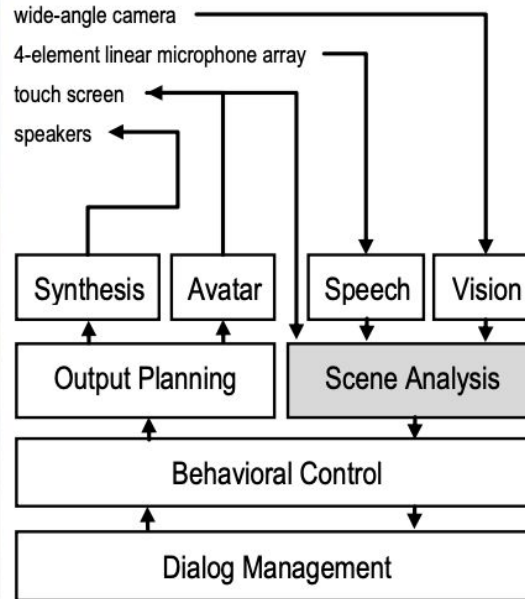 wide-angle camera
4-element linear microphone array
touch screen
speakers
Synthesis
Avatar
Speech
Vision
Output Planning
Scene Analysis
Behavioral Control
Dialog Management